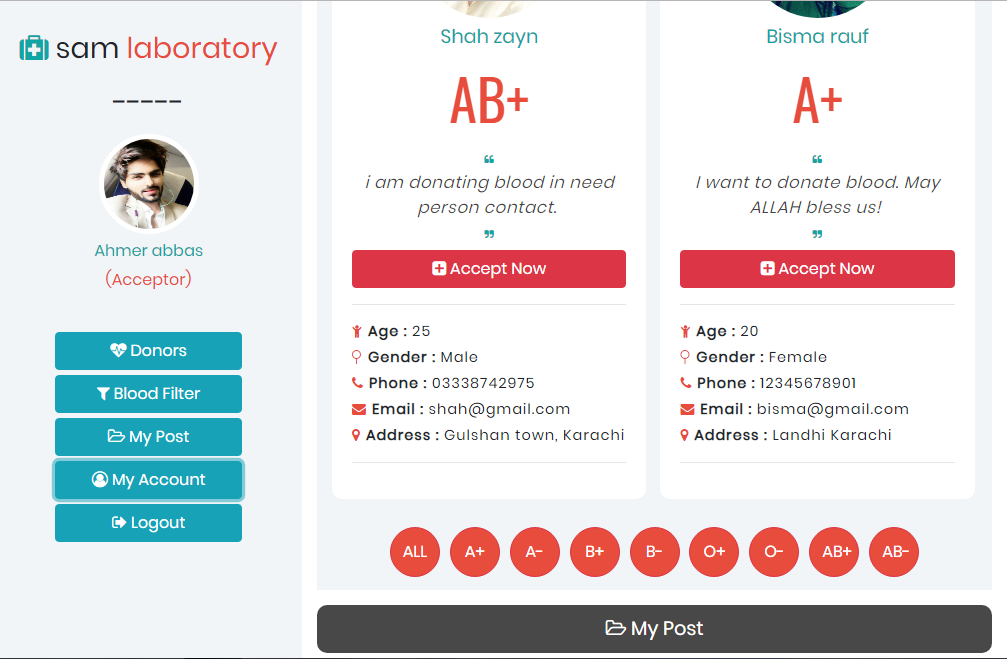 sam laboratory
_____
Ahmer abbas
(Acceptor)
Donors
Blood Filter
My Post
My Account
Logout
Shah zayn
AB+
“
i am donating blood in need
person contact.
”
Accept Now
Age : 25
Gender : Male
Phone : 03338742975
Email : shah@gmail.com
Address : Gulshan town, Karachi
Bisma rauf
A+
“
I want to donate blood. May
ALLAH bless us!
”
Accept Now
Age : 20
Gender : Female
Phone : 12345678901
Email : bisma@gmail.com
Address : Landhi Karachi
ALL A+ A- B+ B- O+ O- AB+ AB-
My Post